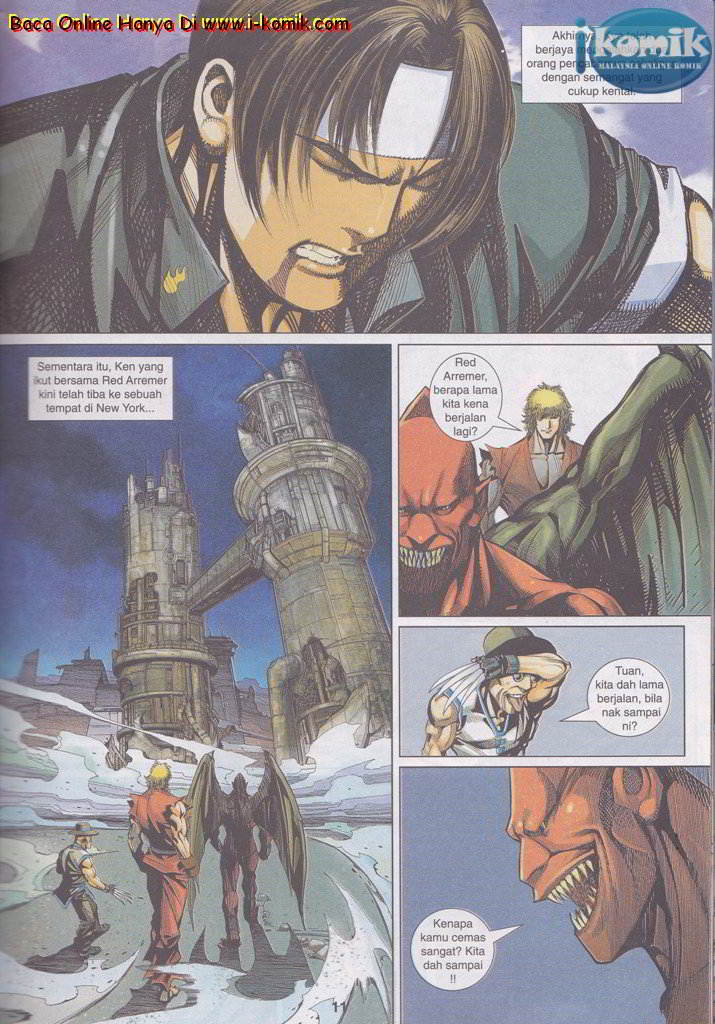 Baca Online Hanya Di www.i-komik.com
ikomik
MALAYSIA ONLINE KOMIK
berjaya
orang
dengan semangat yang
cukup kental.
Sementara itu, Ken yang
ikut bersama Red Arremer
kini telah tiba ke sebuah
tempat di New York...
Red
Arremer,
berapa lama
kita kena
berjalan
lagi?
Tuan,
kita dah lama
berjalan, bila
nak sampai
ni?
Kenapa
kamu cemas
sangat? Kita
dah sampai
!!